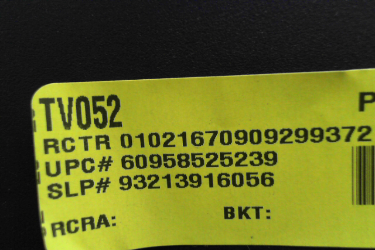 TV052
P
RCTR 01021670909299372
UPC# 60958525239
SLP# 93213916056
RCRA: BKT: